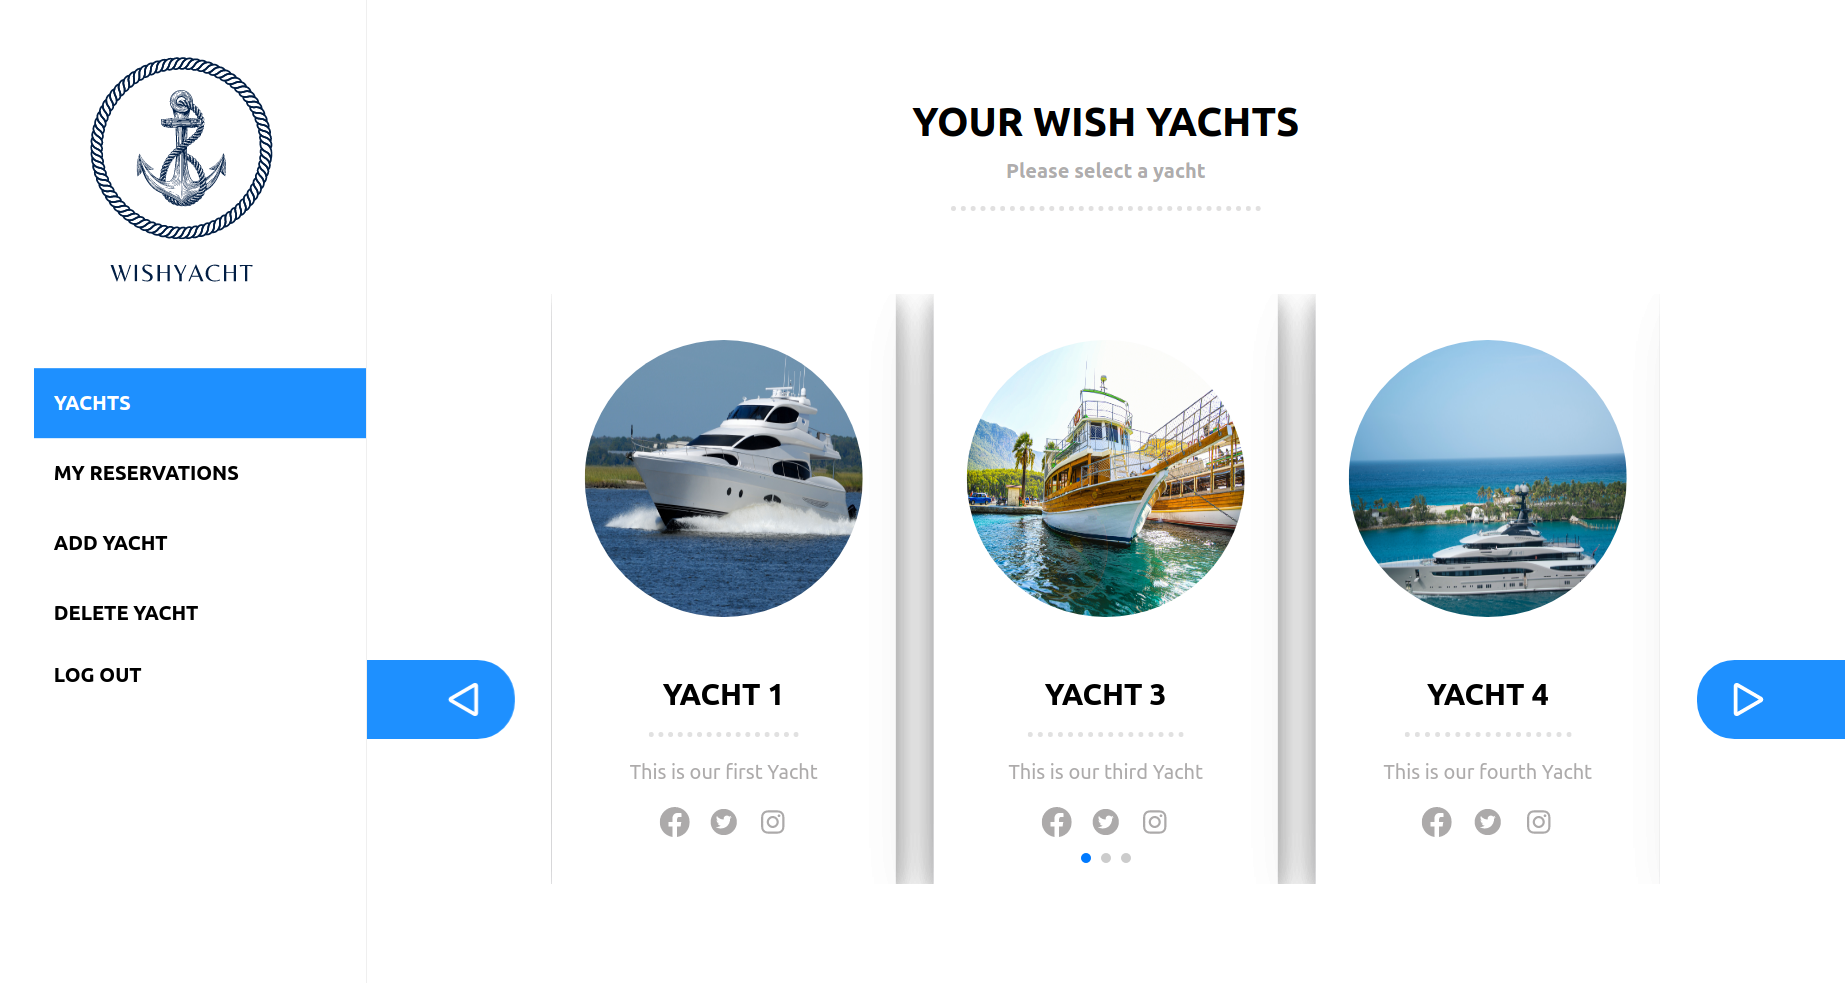 WISHYACHT
YACHTS
MY RESERVATIONS
ADD YACHT
DELETE YACHT
LOG OUT
YOUR WISH YACHTS
Please select a yacht
YACHT 1
This is our first Yacht
YACHT 3
This is our third Yacht
YACHT 4
This is our fourth Yacht